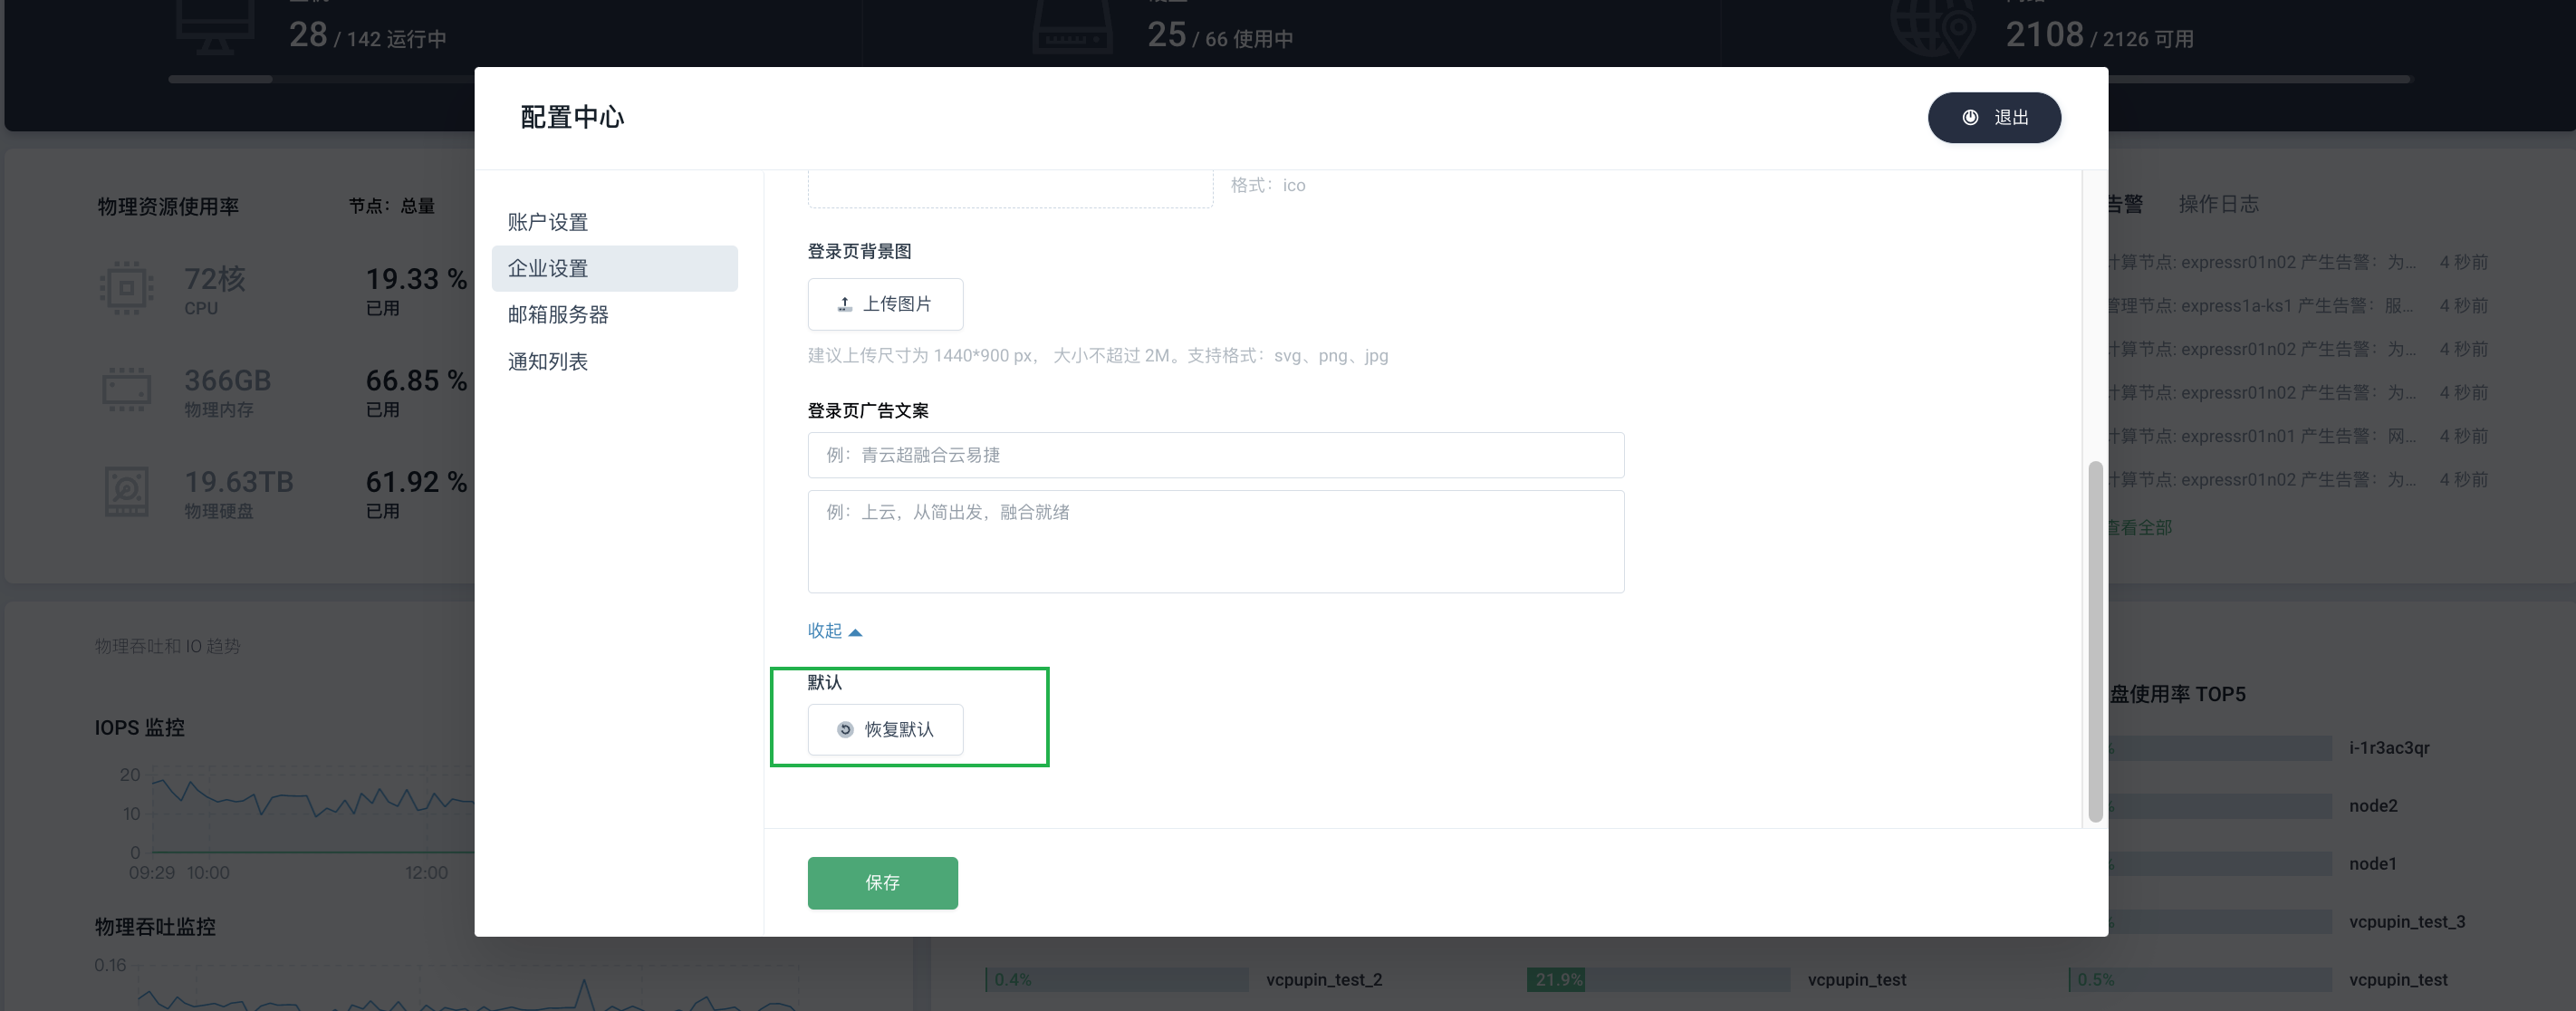 28 / 142 运行中
25 / 66 使用中
2108 / 2126 可用
配置中心
退出
物理资源使用率
节点：总量
72核
CPU
19.33 %
已用
366GB
物理内存
66.85 %
已用
19.63TB
物理硬盘
61.92 %
已用
物理吞吐和 IO 趋势
IOPS 监控
20
10
0
09:29
10:00
12:00
物理吞吐监控
0.16
账户设置
企业设置
邮箱服务器
通知列表
格式：ico
登录页背景图
上传图片
建议上传尺寸为 1440*900 px， 大小不超过 2M。支持格式：svg、png、jpg
登录页广告文案
例：青云超融合云易捷
例：上云，从简出发，融合就绪
收起
默认
恢复默认
保存
告警
操作日志
计算节点: expressr01n02 产生告警：为... 4 秒前
管理节点: express1a-ks1 产生告警：服... 4 秒前
计算节点: expressr01n02 产生告警：为... 4 秒前
计算节点: expressr01n02 产生告警：为... 4 秒前
计算节点: expressr01n01 产生告警：网... 4 秒前
计算节点: expressr01n02 产生告警：为... 4 秒前
查看全部
盘使用率 TOP5
i-1r3ac3qr
node2
node1
vcpupin_test_3
0.4%
vcpupin_test_2
21.9%
vcpupin_test
0.5%
vcpupin_test